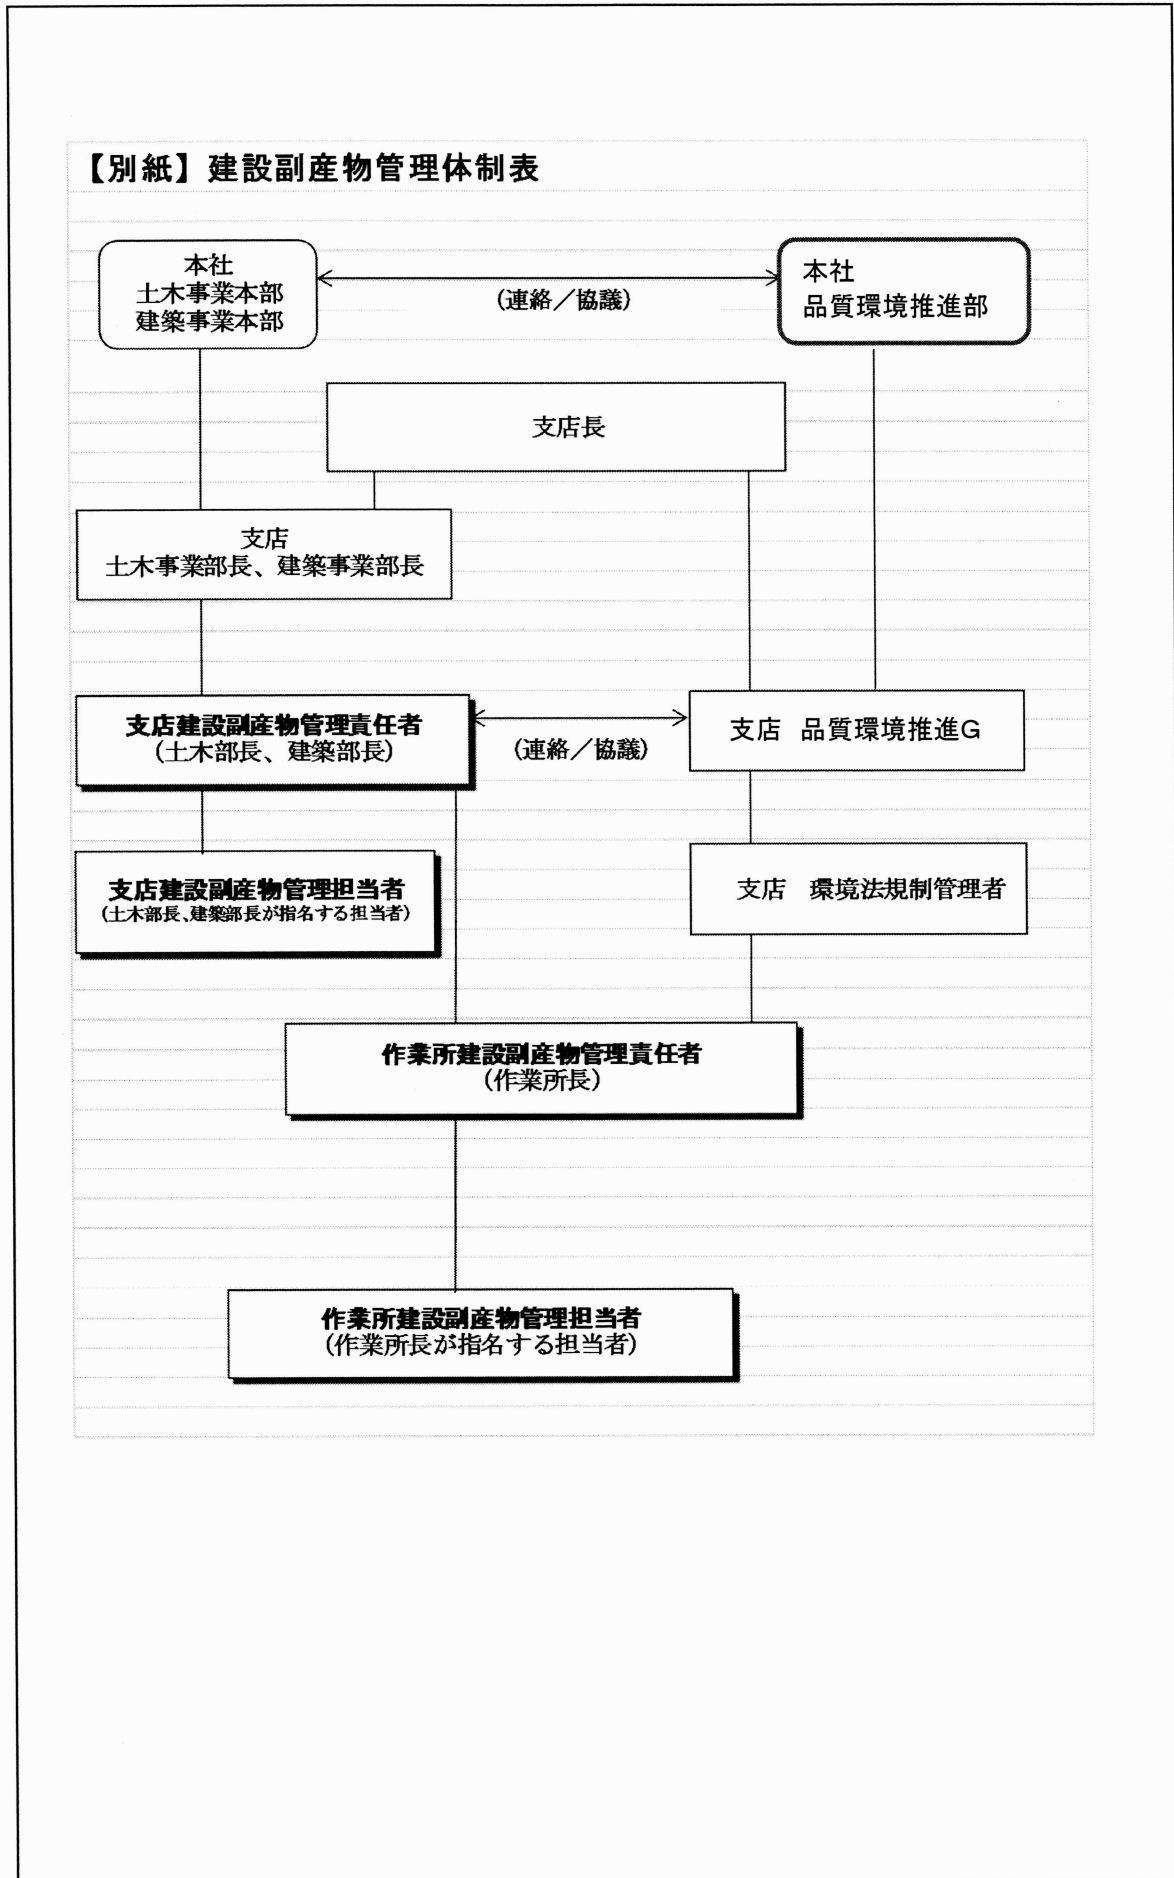 【別紙】建設副産物管理体制表
本社
土木事業本部
建築事業本部
(連絡／協議)
本社
品質環境推進部
支店長
支店
土木事業部長、建築事業部長
支店建設副産物管理責任者
(土木部長、建築部長)
(連絡／協議)
支店 品質環境推進G
支店建設副産物管理担当者
(土木部長、建築部長が指名する担当者)
支店 環境法規制管理者
作業所建設副産物管理責任者
(作業所長)
作業所建設副産物管理担当者
(作業所長が指名する担当者)